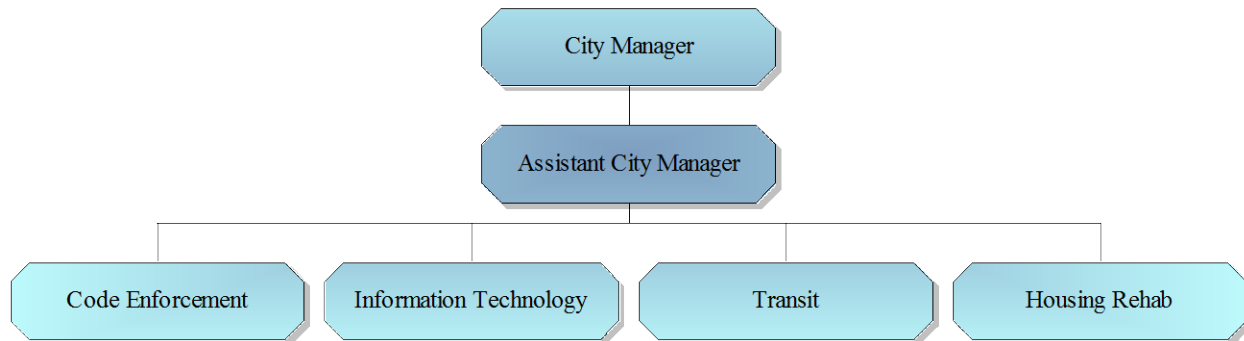 City Manager
Assistant City Manager
Code Enforcement
Information Technology
Transit
Housing Rehab